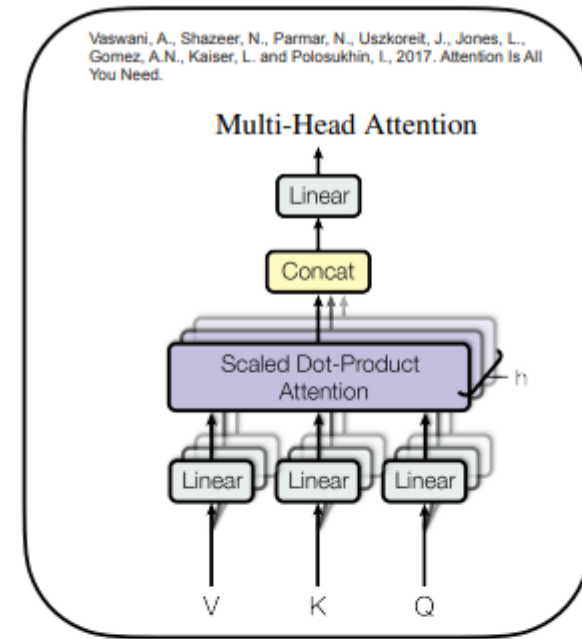 Vaswani, A., Shazeer, N., Parmar, N., Uszkoreit, J., Jones, L.,
Gomez, A.N., Kaiser, L. and Polosukhin, I., 2017. Attention Is All
You Need.
Multi-Head Attention
Linear
Concat
Scaled Dot-Product
Attention
h
Linear
Linear
Linear
V
K
Q